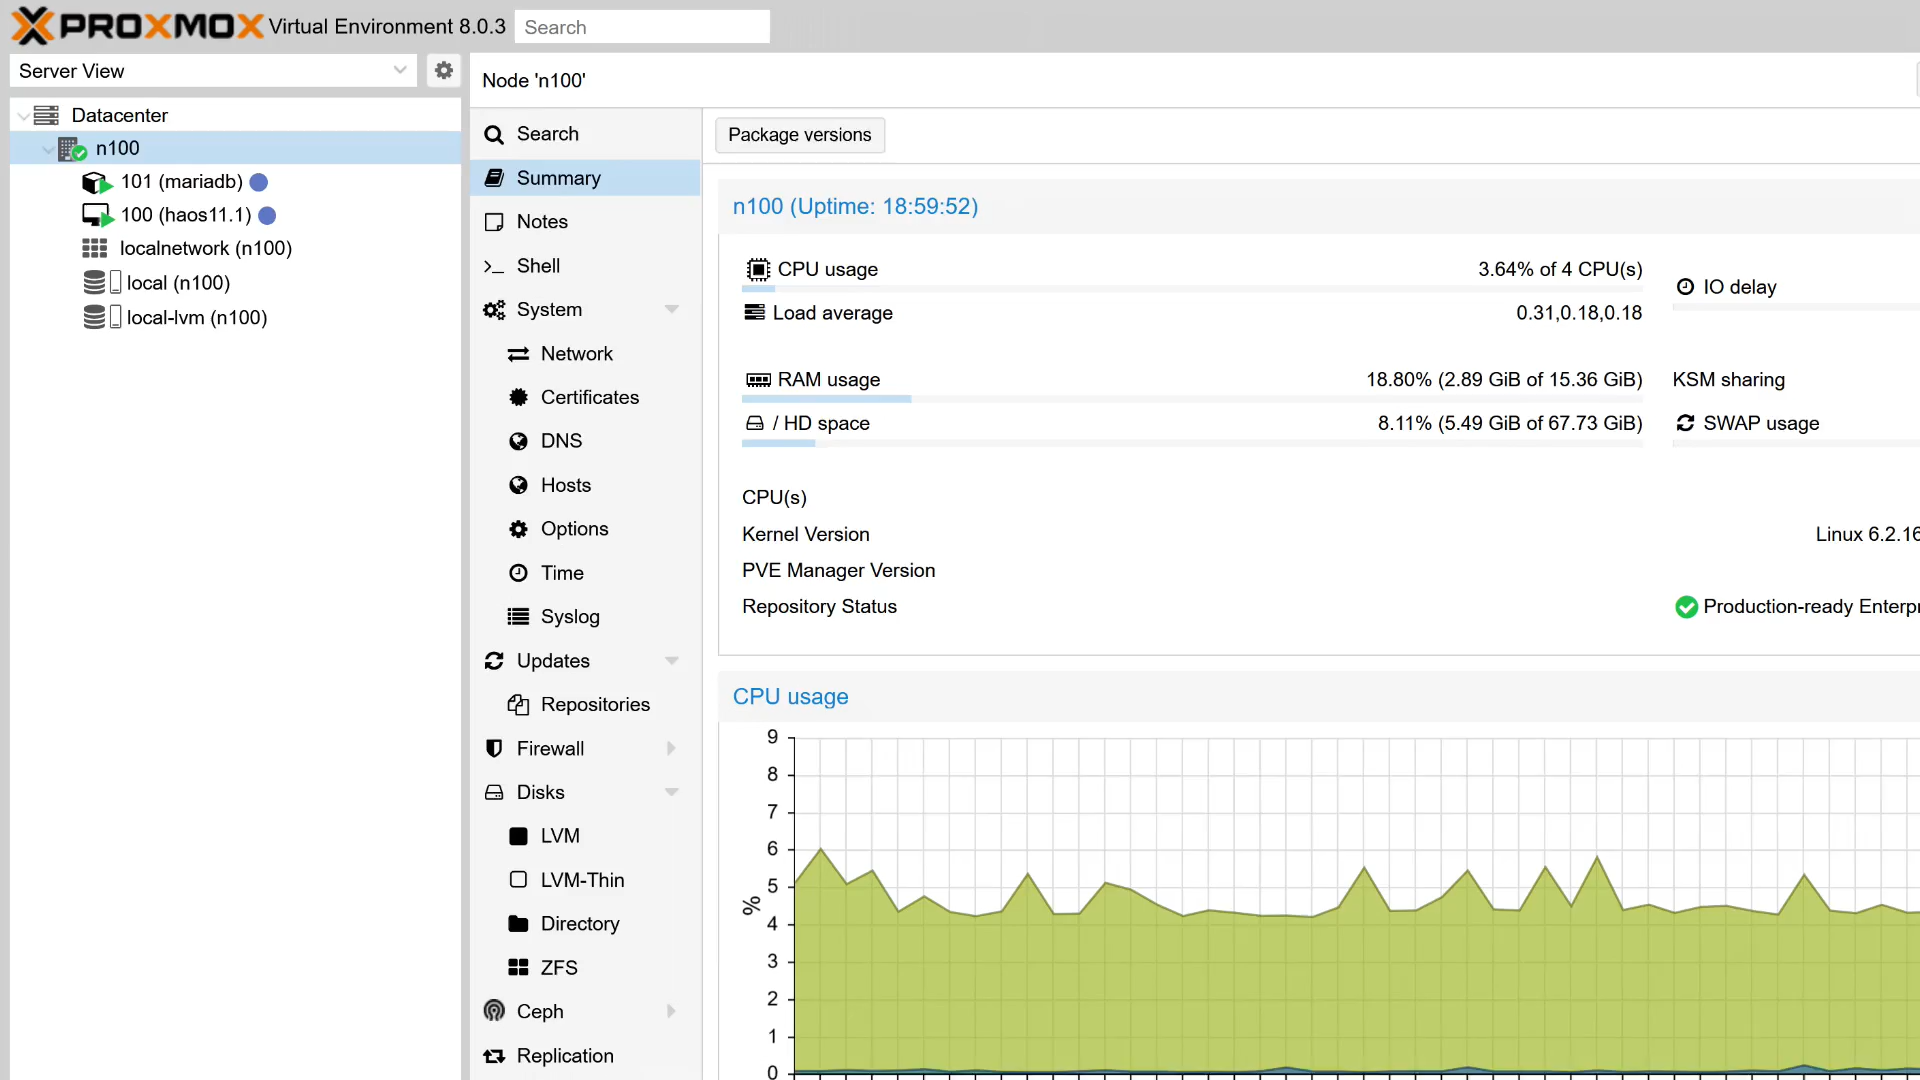 PROXMOX Virtual Environment 8.0.3 Search
Server View
Datacenter
n100
101 (mariadb)
100 (haos11.1)
localnetwork (n100)
local (n100)
local-lvm (n100)
Node 'n100'
Search
Summary
Notes
Shell
System
Network
Certificates
DNS
Hosts
Options
Time
Syslog
Updates
Repositories
Firewall
Disks
LVM
LVM-Thin
Directory
ZFS
Ceph
Replication
Package versions
n100 (Uptime: 18:59:52)
CPU usage 3.64% of 4 CPU(s)
IO delay
Load average 0.31,0.18,0.18
RAM usage 18.80% (2.89 GiB of 15.36 GiB)
KSM sharing
/ HD space 8.11% (5.49 GiB of 67.73 GiB)
SWAP usage
CPU(s)
Kernel Version Linux 6.2.16
PVE Manager Version
Repository Status Production-ready Enterpr
CPU usage
9
8
7
6
5
4
3
2
1
0
%